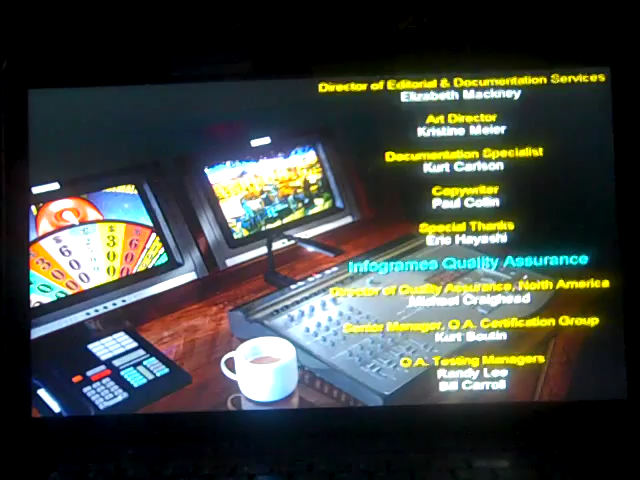 Director of Editorial & Documentation Services
Elizabeth Mackney
Art Director
Kristine Meier
Documentation Specialist
Kurt Carlson
Copywriter
Paul Collin
Special Thanks
Eric Hayashi
Infogrames Quality Assurance
Director of Quality Assurance, North America
Michael Craighead
Senior Manager, Q.A. Certification Group
Kurt Boutin
Q.A. Testing Managers
Randy Lee
Bill Carroll